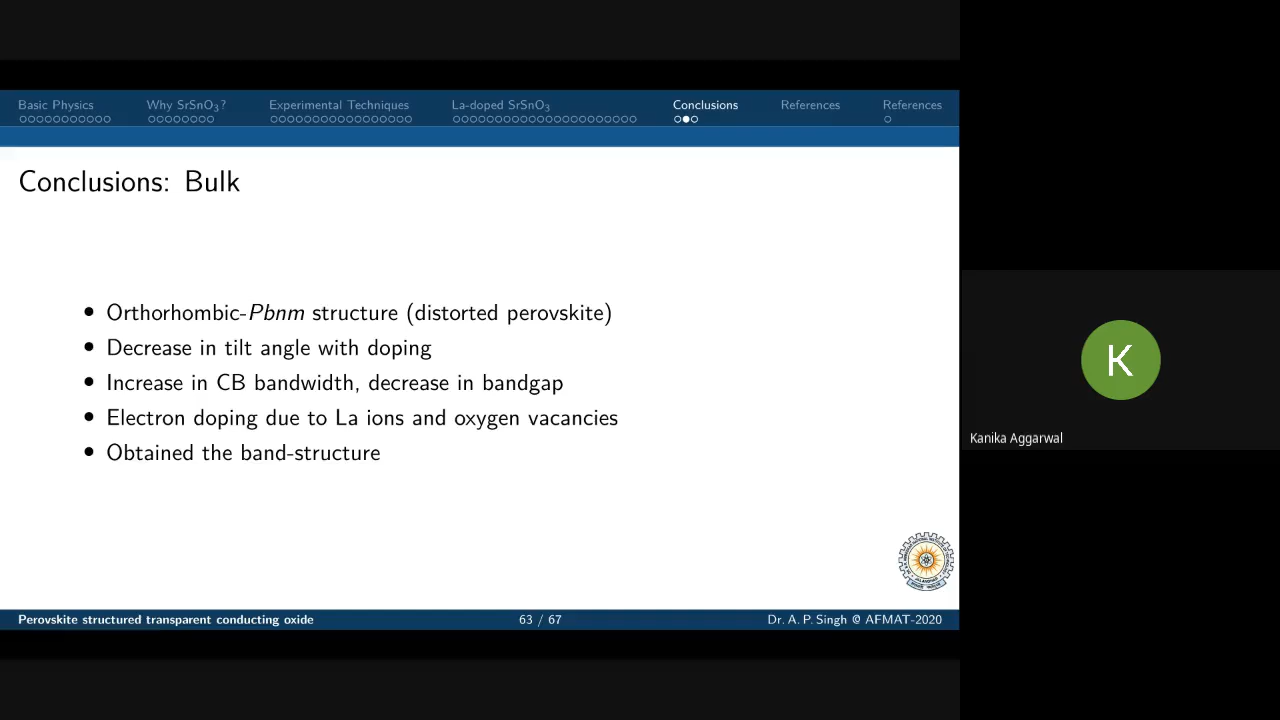 Basic Physics Why SrSnO₃? Experimental Techniques La-doped SrSnO₃ Conclusions References References
Conclusions: Bulk
• Orthorhombic-Pbnm structure (distorted perovskite)
• Decrease in tilt angle with doping
• Increase in CB bandwidth, decrease in bandgap
• Electron doping due to La ions and oxygen vacancies
• Obtained the band-structure
Perovskite structured transparent conducting oxide 63 / 67 Dr. A. P. Singh @ AFMAT-2020
K
Kanika Aggarwal